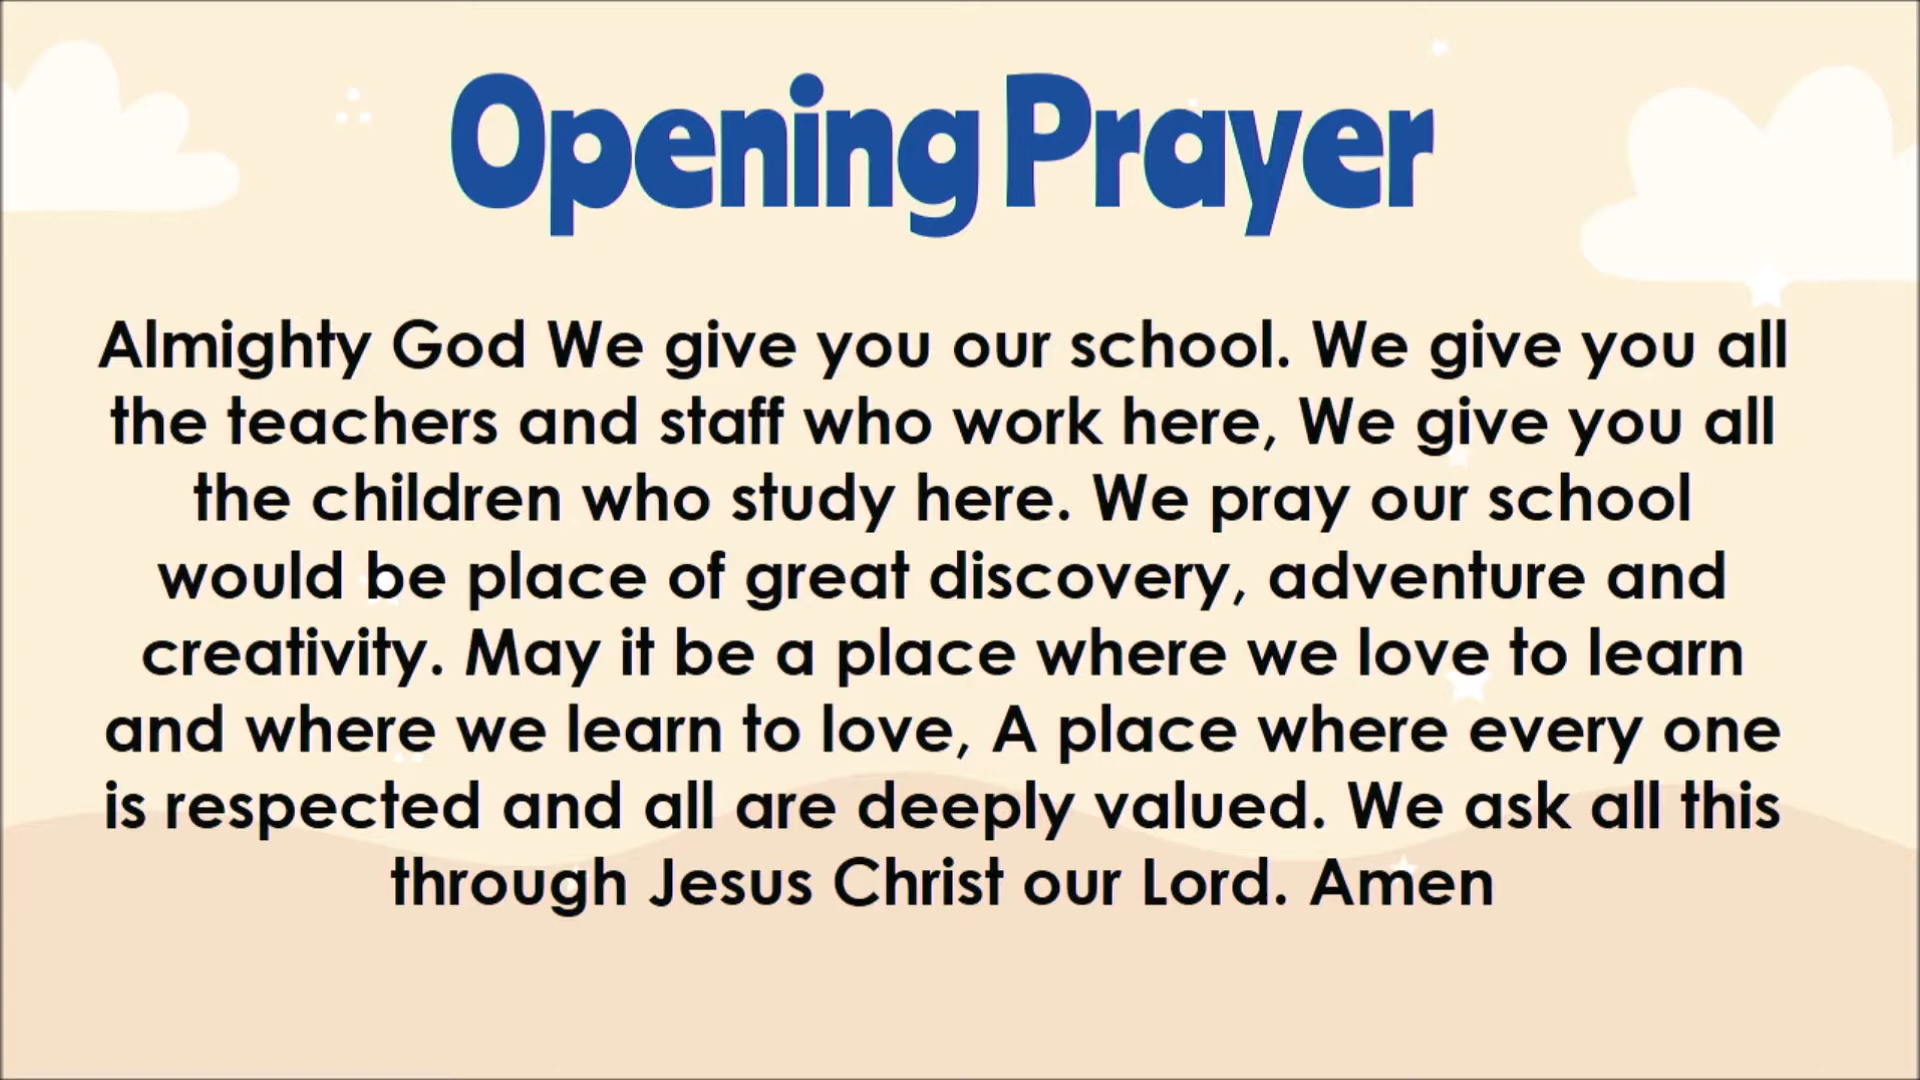 Opening Prayer
Almighty God We give you our school. We give you all
the teachers and staff who work here, We give you all
the children who study here. We pray our school
would be place of great discovery, adventure and
creativity. May it be a place where we love to learn
and where we learn to love, A place where every one
is respected and all are deeply valued. We ask all this
through Jesus Christ our Lord. Amen